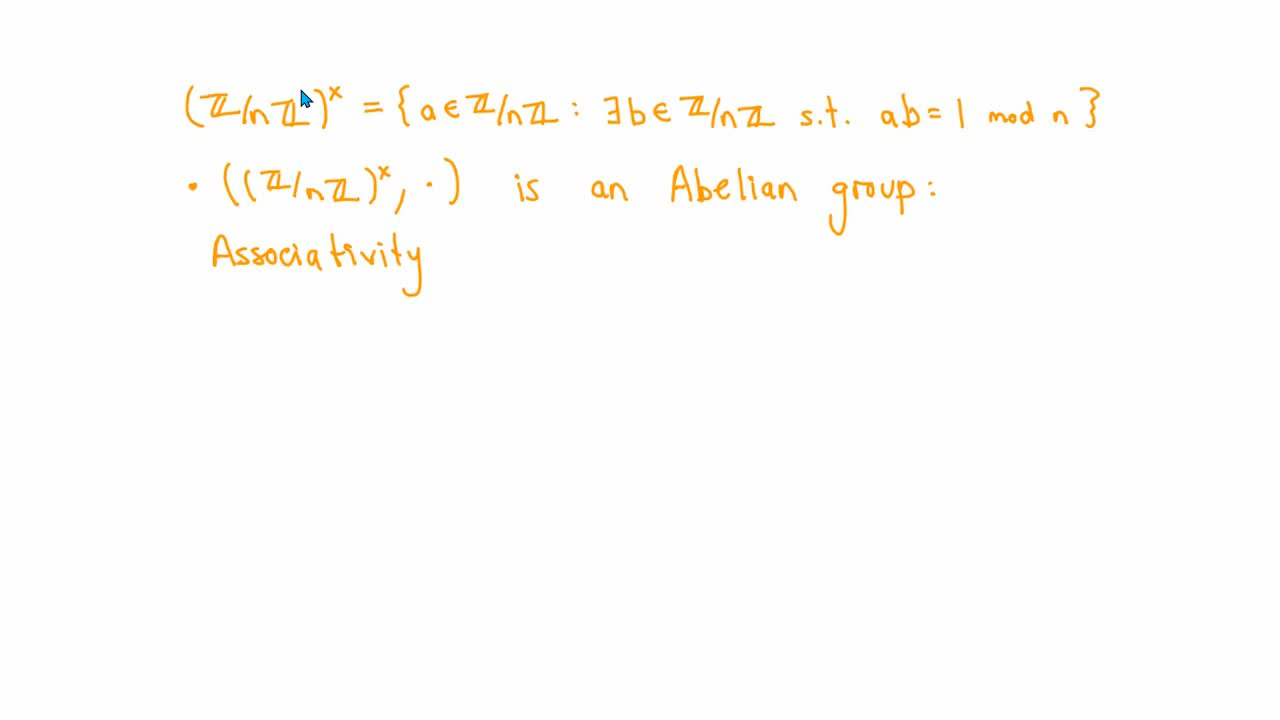 (ℤ/nℤ)ˣ = {a ∈ ℤ/nℤ : ∃b ∈ ℤ/nℤ s.t. ab = 1 mod n}
• ((ℤ/nℤ)ˣ, ·) is an Abelian group:
Associativity